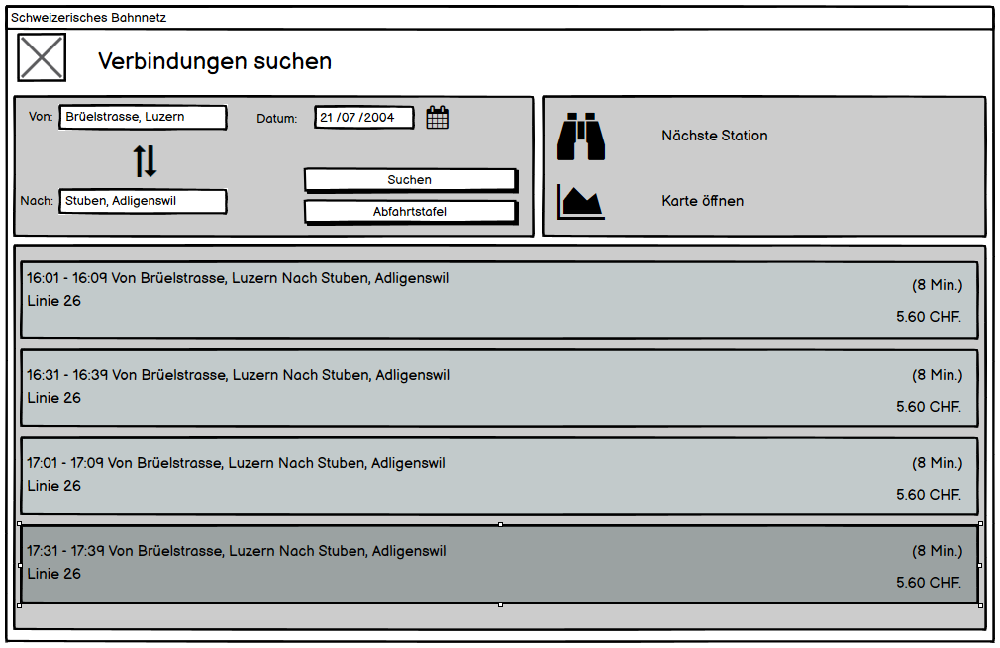 Schweizerisches Bahnnetz
Verbindungen suchen
Von: Brüelstrasse, Luzern
Datum: 21 /07 /2004
Nach: Stuben, Adligenswil
Suchen
Abfahrtstafel
Nächste Station
Karte öffnen
16:01 - 16:09 Von Brüelstrasse, Luzern Nach Stuben, Adligenswil
(8 Min.)
Linie 26
5.60 CHF.
16:31 - 16:39 Von Brüelstrasse, Luzern Nach Stuben, Adligenswil
(8 Min.)
Linie 26
5.60 CHF.
17:01 - 17:09 Von Brüelstrasse, Luzern Nach Stuben, Adligenswil
(8 Min.)
Linie 26
5.60 CHF.
17:31 - 17:39 Von Brüelstrasse, Luzern Nach Stuben, Adligenswil
(8 Min.)
Linie 26
5.60 CHF.